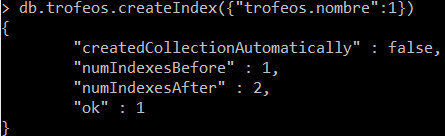 > db.trofeos.createIndex({"trofeos.nombre":1})
{
        "createdCollectionAutomatically" : false,
        "numIndexesBefore" : 1,
        "numIndexesAfter" : 2,
        "ok" : 1
}